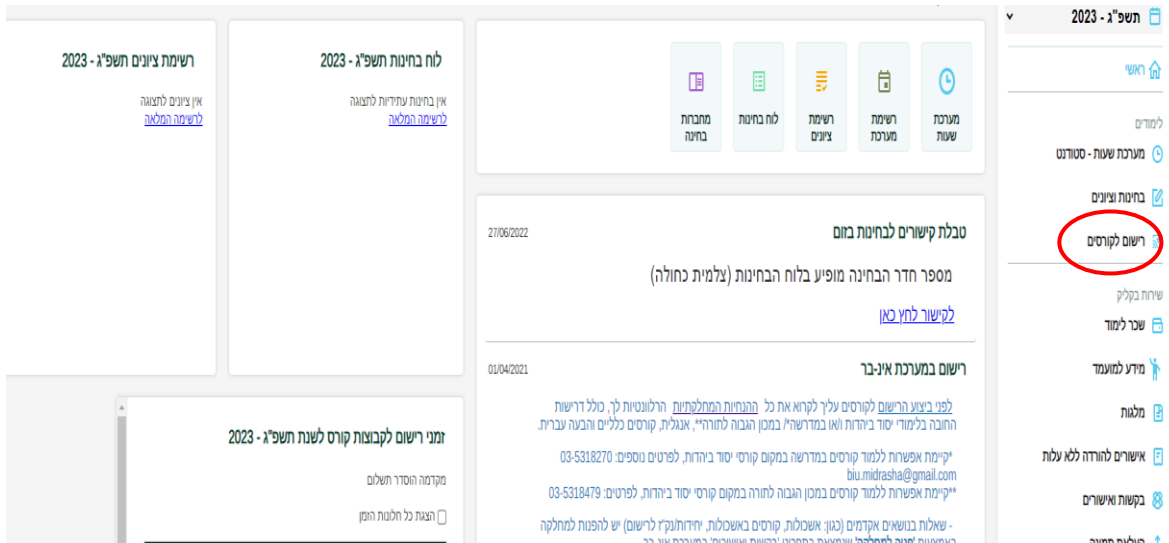 תשפ"ג - 2023
ראשי
לימודים
מערכת שעות - סטודנט
בחינות וציונים
רישום לקורסים
שירות בקליק
שכר לימוד
מידע למועמד
מלגות
אישורים להורדה ללא עלות
בקשות ואישורים
מערכת שעות
רשימת מערכת
רשימת ציונים
לוח בחינות
מחברות בחינה
טבלת קישורים לבחינות בזום
27/06/2022
מספר חדר הבחינה מופיע בלוח הבחינות (צלמית כחולה)
לקישור לחץ כאן
רישום במערכת אינ-בר
01/04/2021
לפני ביצוע הרישום לקורסים עליך לקרוא את כל ההנחיות המחלקתיות הרלוונטיות לך, כולל דרישות
החובה בלימודי יסוד ביהדות ו/או במדרשה*/ במכון הגבוה לתורה**, אנגלית, קורסים כלליים והבעה עברית.
*קיימת אפשרות ללמוד קורסים במדרשה במקום קורסי יסוד ביהדות, לפרטים נוספים: 03-5318270
biu.midrasha@gmail.com
**קיימת אפשרות ללמוד קורסים במכון הגבוה לתורה במקום קורסי יסוד ביהדות, לפרטים: 03-5318479
- שאלות בנושאים אקדמים (כגון: אשכולות, קורסים באשכולות, יחידות/נק"ז לרישום) יש להפנות למחלקה
לוח בחינות תשפ"ג - 2023
אין בחינות עתידיות לתצוגה
לרשימה המלאה
רשימת ציונים תשפ"ג - 2023
אין ציונים לתצוגה
לרשימה המלאה
זמני רישום לקבוצות קורס לשנת תשפ"ג - 2023
מקדמה הוסדר תשלום
הצגת כל חלונות הזמן